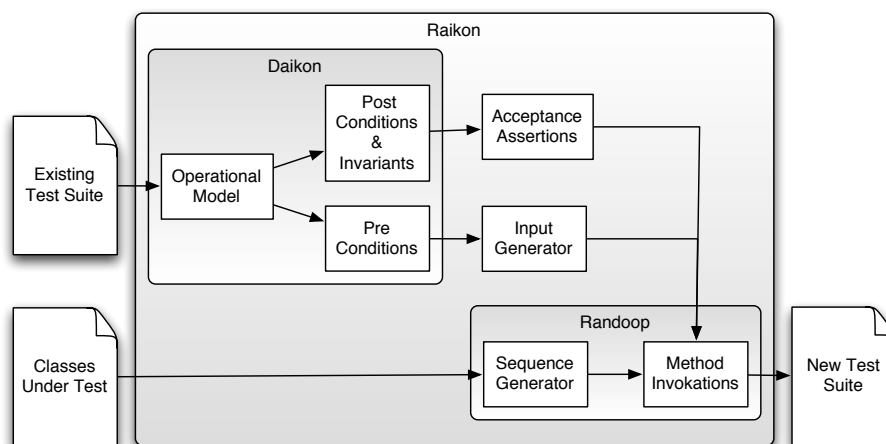 Raikon
Daikon
Post
Conditions
&
Invariants
Acceptance
Assertions
Existing
Test Suite
Operational
Model
Pre
Conditions
Input
Generator
Randoop
Classes
Under Test
Sequence
Generator
Method
Invokations
New Test
Suite